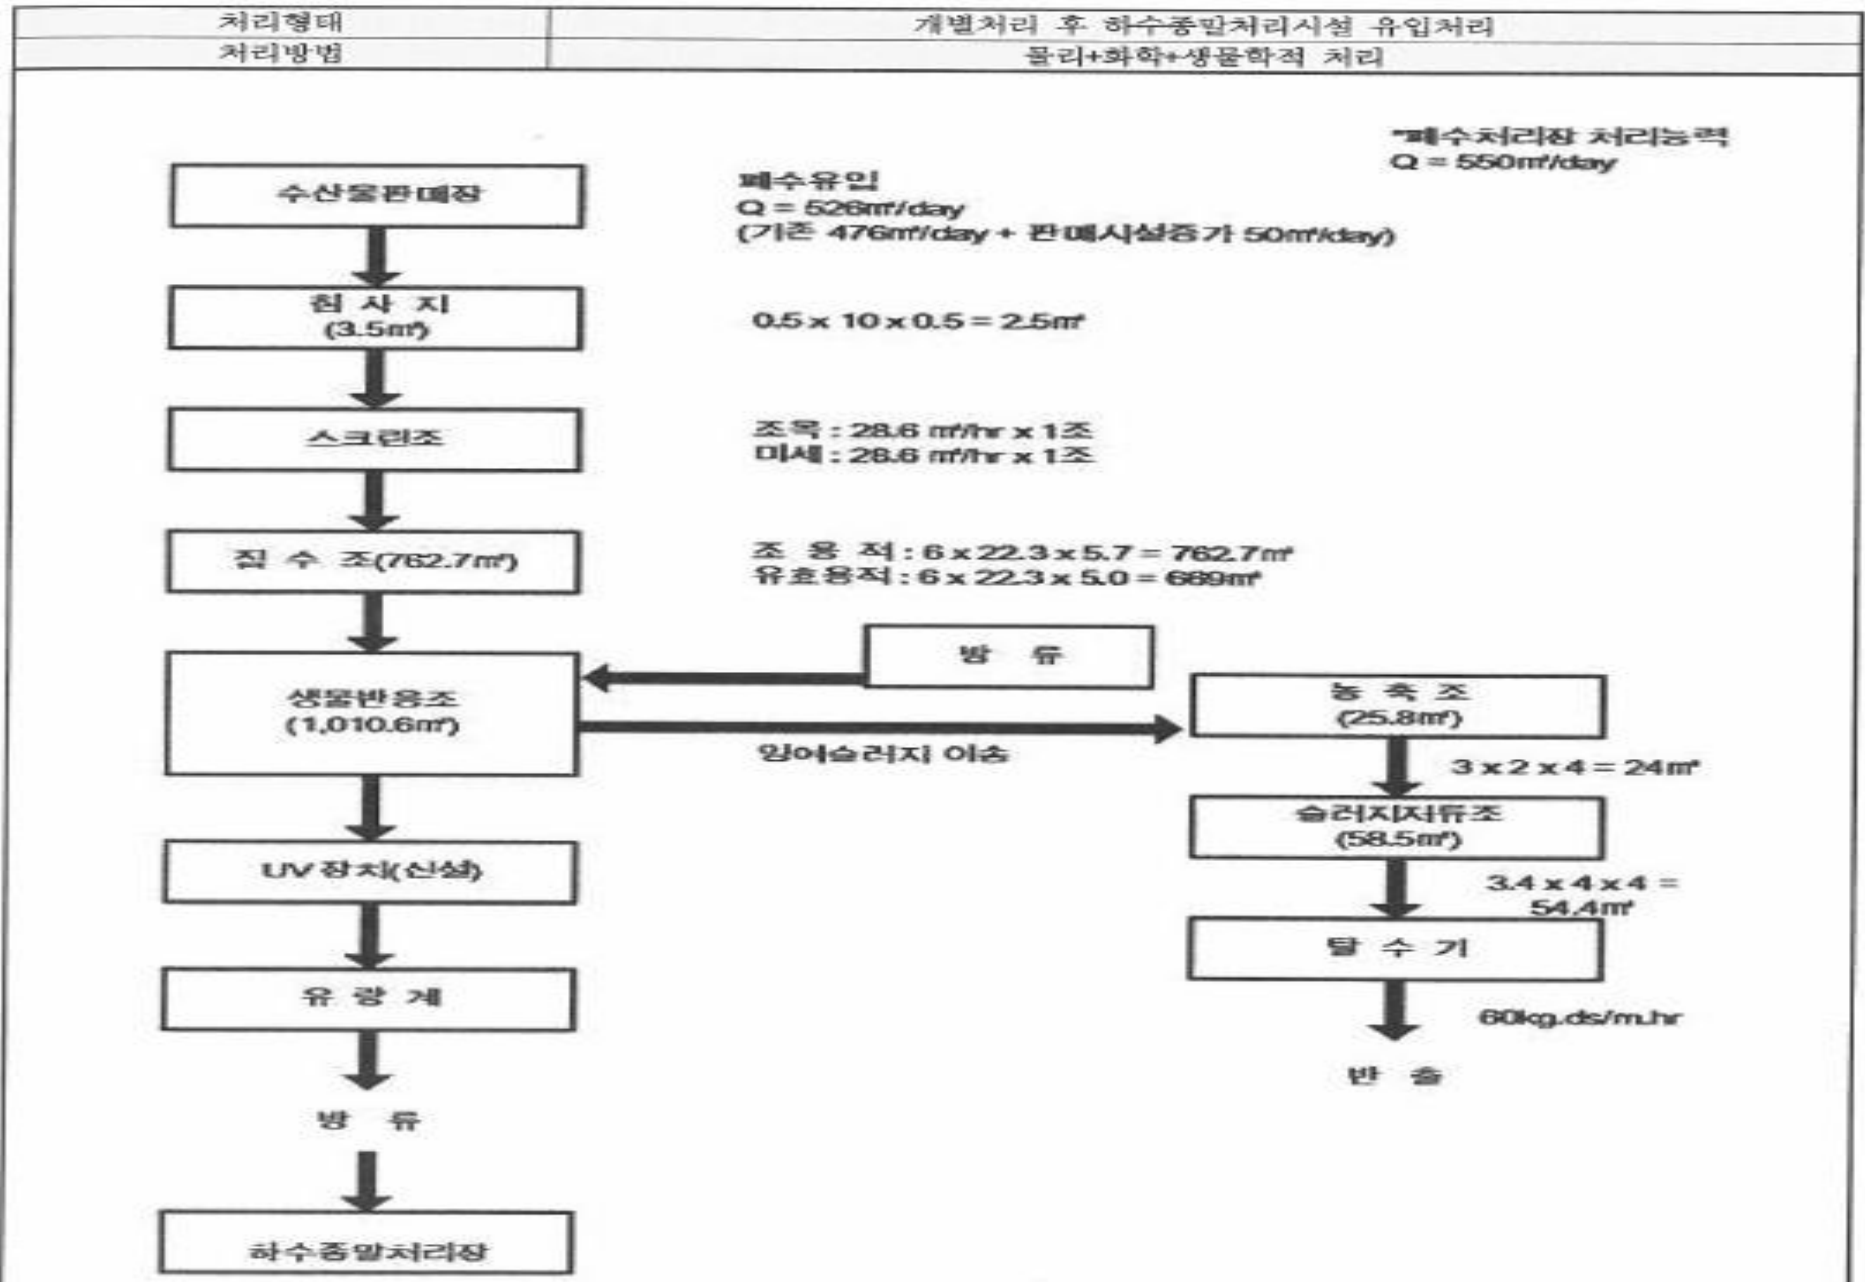 처리형태
개별처리 후 하수종말처리시설 유입처리
처리방법
물리+화학+생물학적 처리
*폐수처리장 처리능력
Q = 550㎥/day
수산물판매장
폐수유입
Q = 526㎥/day
(기존 476㎥/day + 판매시설증가 50㎥/day)
침 사 지
(3.5㎥)
0.5 x 10 x 0.5 = 2.5㎥
스크린조
조목 : 28.6 ㎥/hr x 1조
미세 : 28.6 ㎥/hr x 1조
집 수 조(762.7㎥)
조 용 적 : 6 x 22.3 x 5.7 = 762.7㎥
유효용적 : 6 x 22.3 x 5.0 = 669㎥
방 류
생물반응조
(1,010.6㎥)
잉여슬러지 이송
농 축 조
(25.8㎥)
3 x 2 x 4 = 24㎥
슬러지저류조
(58.5㎥)
3.4 x 4 x 4 =
54.4㎥
UV 장치(신설)
탈 수 기
유 량 계
60kg.ds/m.hr
반 출
방 류
하수종말처리장